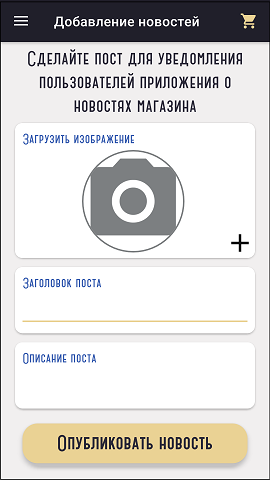 Добавление новостей
Сделайте пост для уведомления
пользователей приложения о
новостях магазина
Загрузить изображение
Заголовок поста
Описание поста
Опубликовать новость